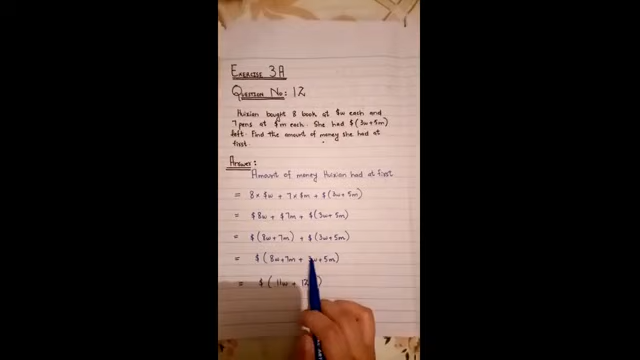 EXERCISE 3A
QUESTION NO: 12
Huixian bought 8 book at $w each and
7 pens at $m each. She had $(3w+5m)
left. Find the amount of money she had at
first.
Answer:
Amount of money Huixian had at first
= 8 × $w + 7 × $m + $(3w+5m)
= $8w + $7m + $(3w+5m)
= $(8w+7m) + $(3w+5m)
= $(8w+7m+ w+5m)
= $(11w + 12 )